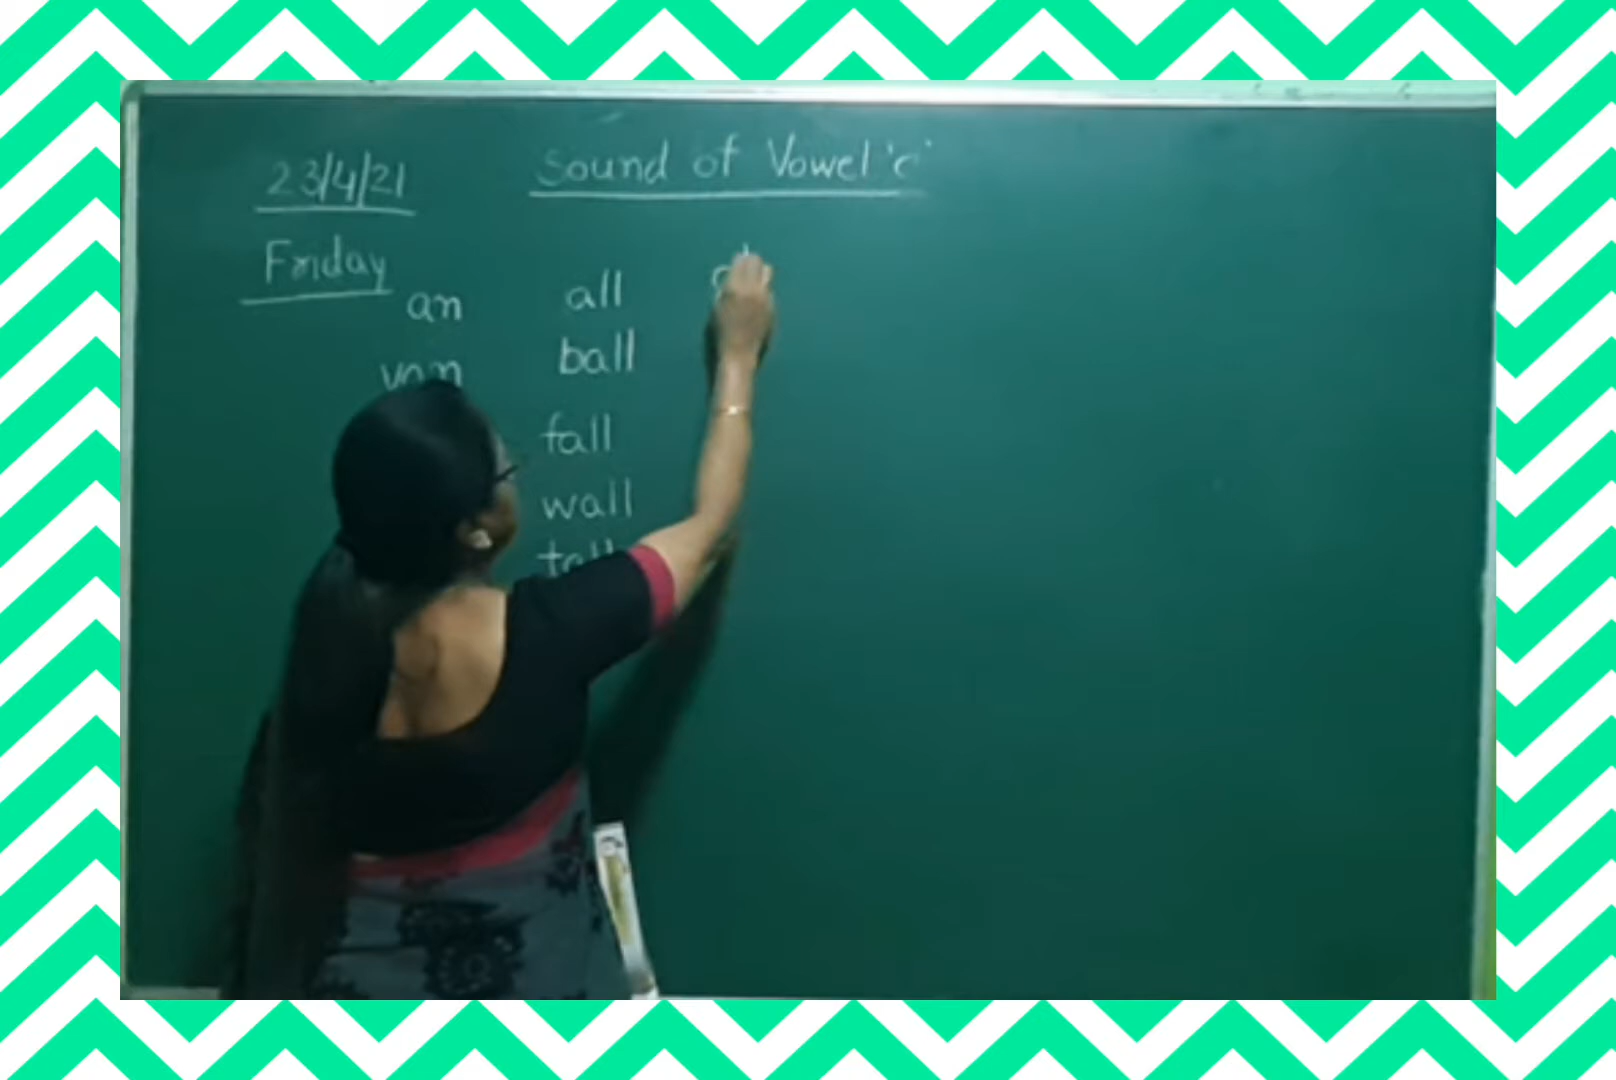 23/4/21
Sound of Vowel
Friday
an
van
all
ball
fall
wall
tall